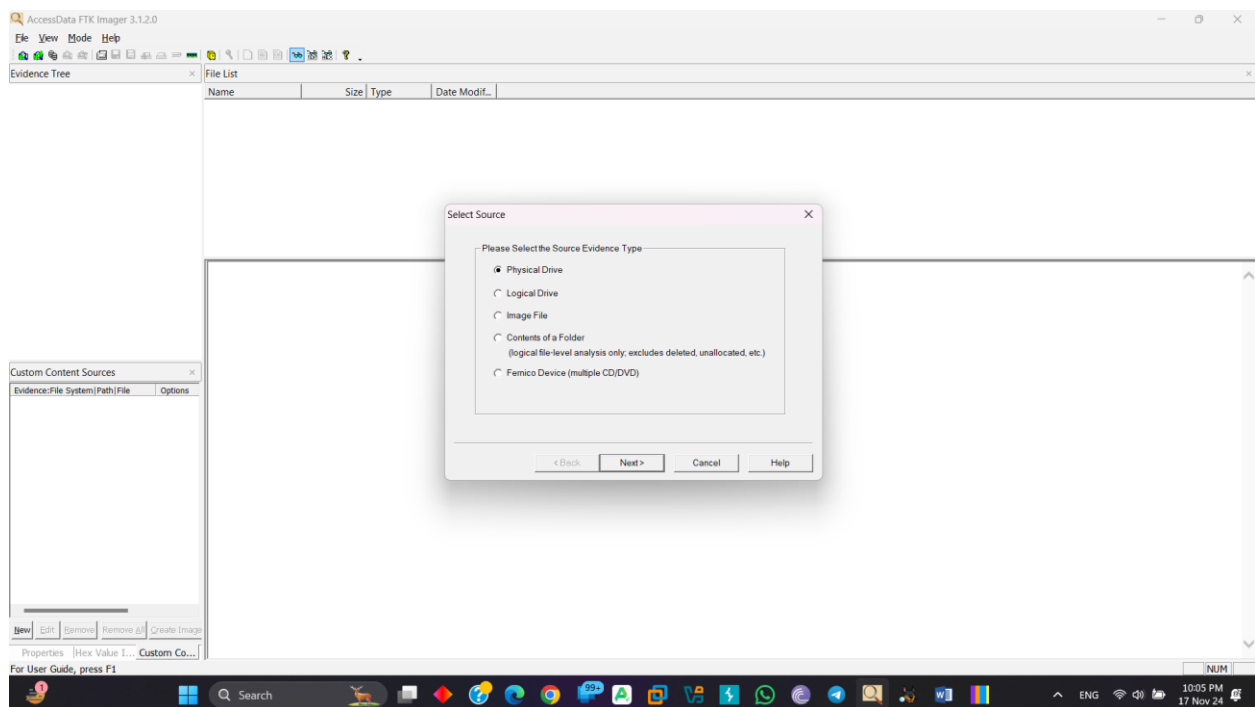 AccessData FTK Imager 3.1.2.0
File View Mode Help
Evidence Tree
File List
Name Size Type Date Modif...
Select Source
Please Select the Source Evidence Type
Physical Drive
Logical Drive
Image File
Contents of a Folder
(logical file-level analysis only; excludes deleted, unallocated, etc.)
Fernico Device (multiple CD/DVD)
< Back Next > Cancel Help
Custom Content Sources
Evidence:File System|Path|File Options
New Edit Remove Remove All Create Image
Properties Hex Value I... Custom Co...
For User Guide, press F1
NUM
1
Search
99+
ENG
10:05 PM
17 Nov 24